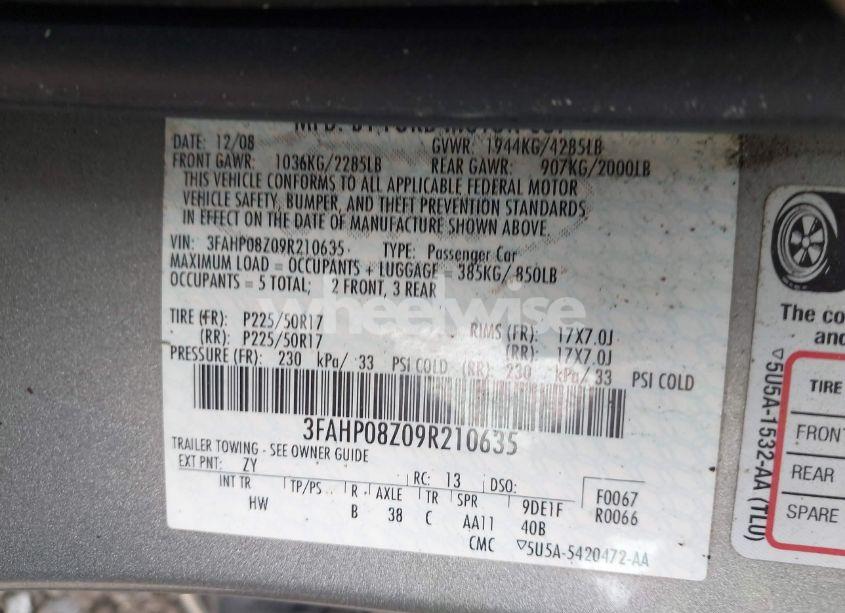 MFD. BY FORD MOTOR CO.
DATE: 12/08 GVWR: 1944KG/4285LB
FRONT GAWR: 1036KG/2285LB REAR GAWR: 907KG/2000LB
THIS VEHICLE CONFORMS TO ALL APPLICABLE FEDERAL MOTOR
VEHICLE SAFETY, BUMPER, AND THEFT PREVENTION STANDARDS
IN EFFECT ON THE DATE OF MANUFACTURE SHOWN ABOVE.
VIN: 3FAHP08Z09R210635 TYPE: Passenger Car
MAXIMUM LOAD = OCCUPANTS + LUGGAGE = 385KG/ 850LB
OCCUPANTS = 5 TOTAL; 2 FRONT, 3 REAR
wheelwise
TIRE (FR): P225/50R17 RIMS (FR): 17X7.0J
(RR): P225/50R17 (RR): 17X7.0J
PRESSURE (FR): 230 kPa/ 33 PSI COLD (RR): 230 kPa/ 33 PSI COLD
3FAHP08Z09R210635
TRAILER TOWING - SEE OWNER GUIDE
EXT PNT: ZY RC: 13 DSO:
INT TR TP/PS R AXLE TR SPR 9DE1F F0067
HW B 38 C AA11 40B R0066
CMC ▽5U5A-5420472-AA
▽5U5A-1532-AA (TLU)
The co
and
TIRE
FRONT
REAR
SPARE